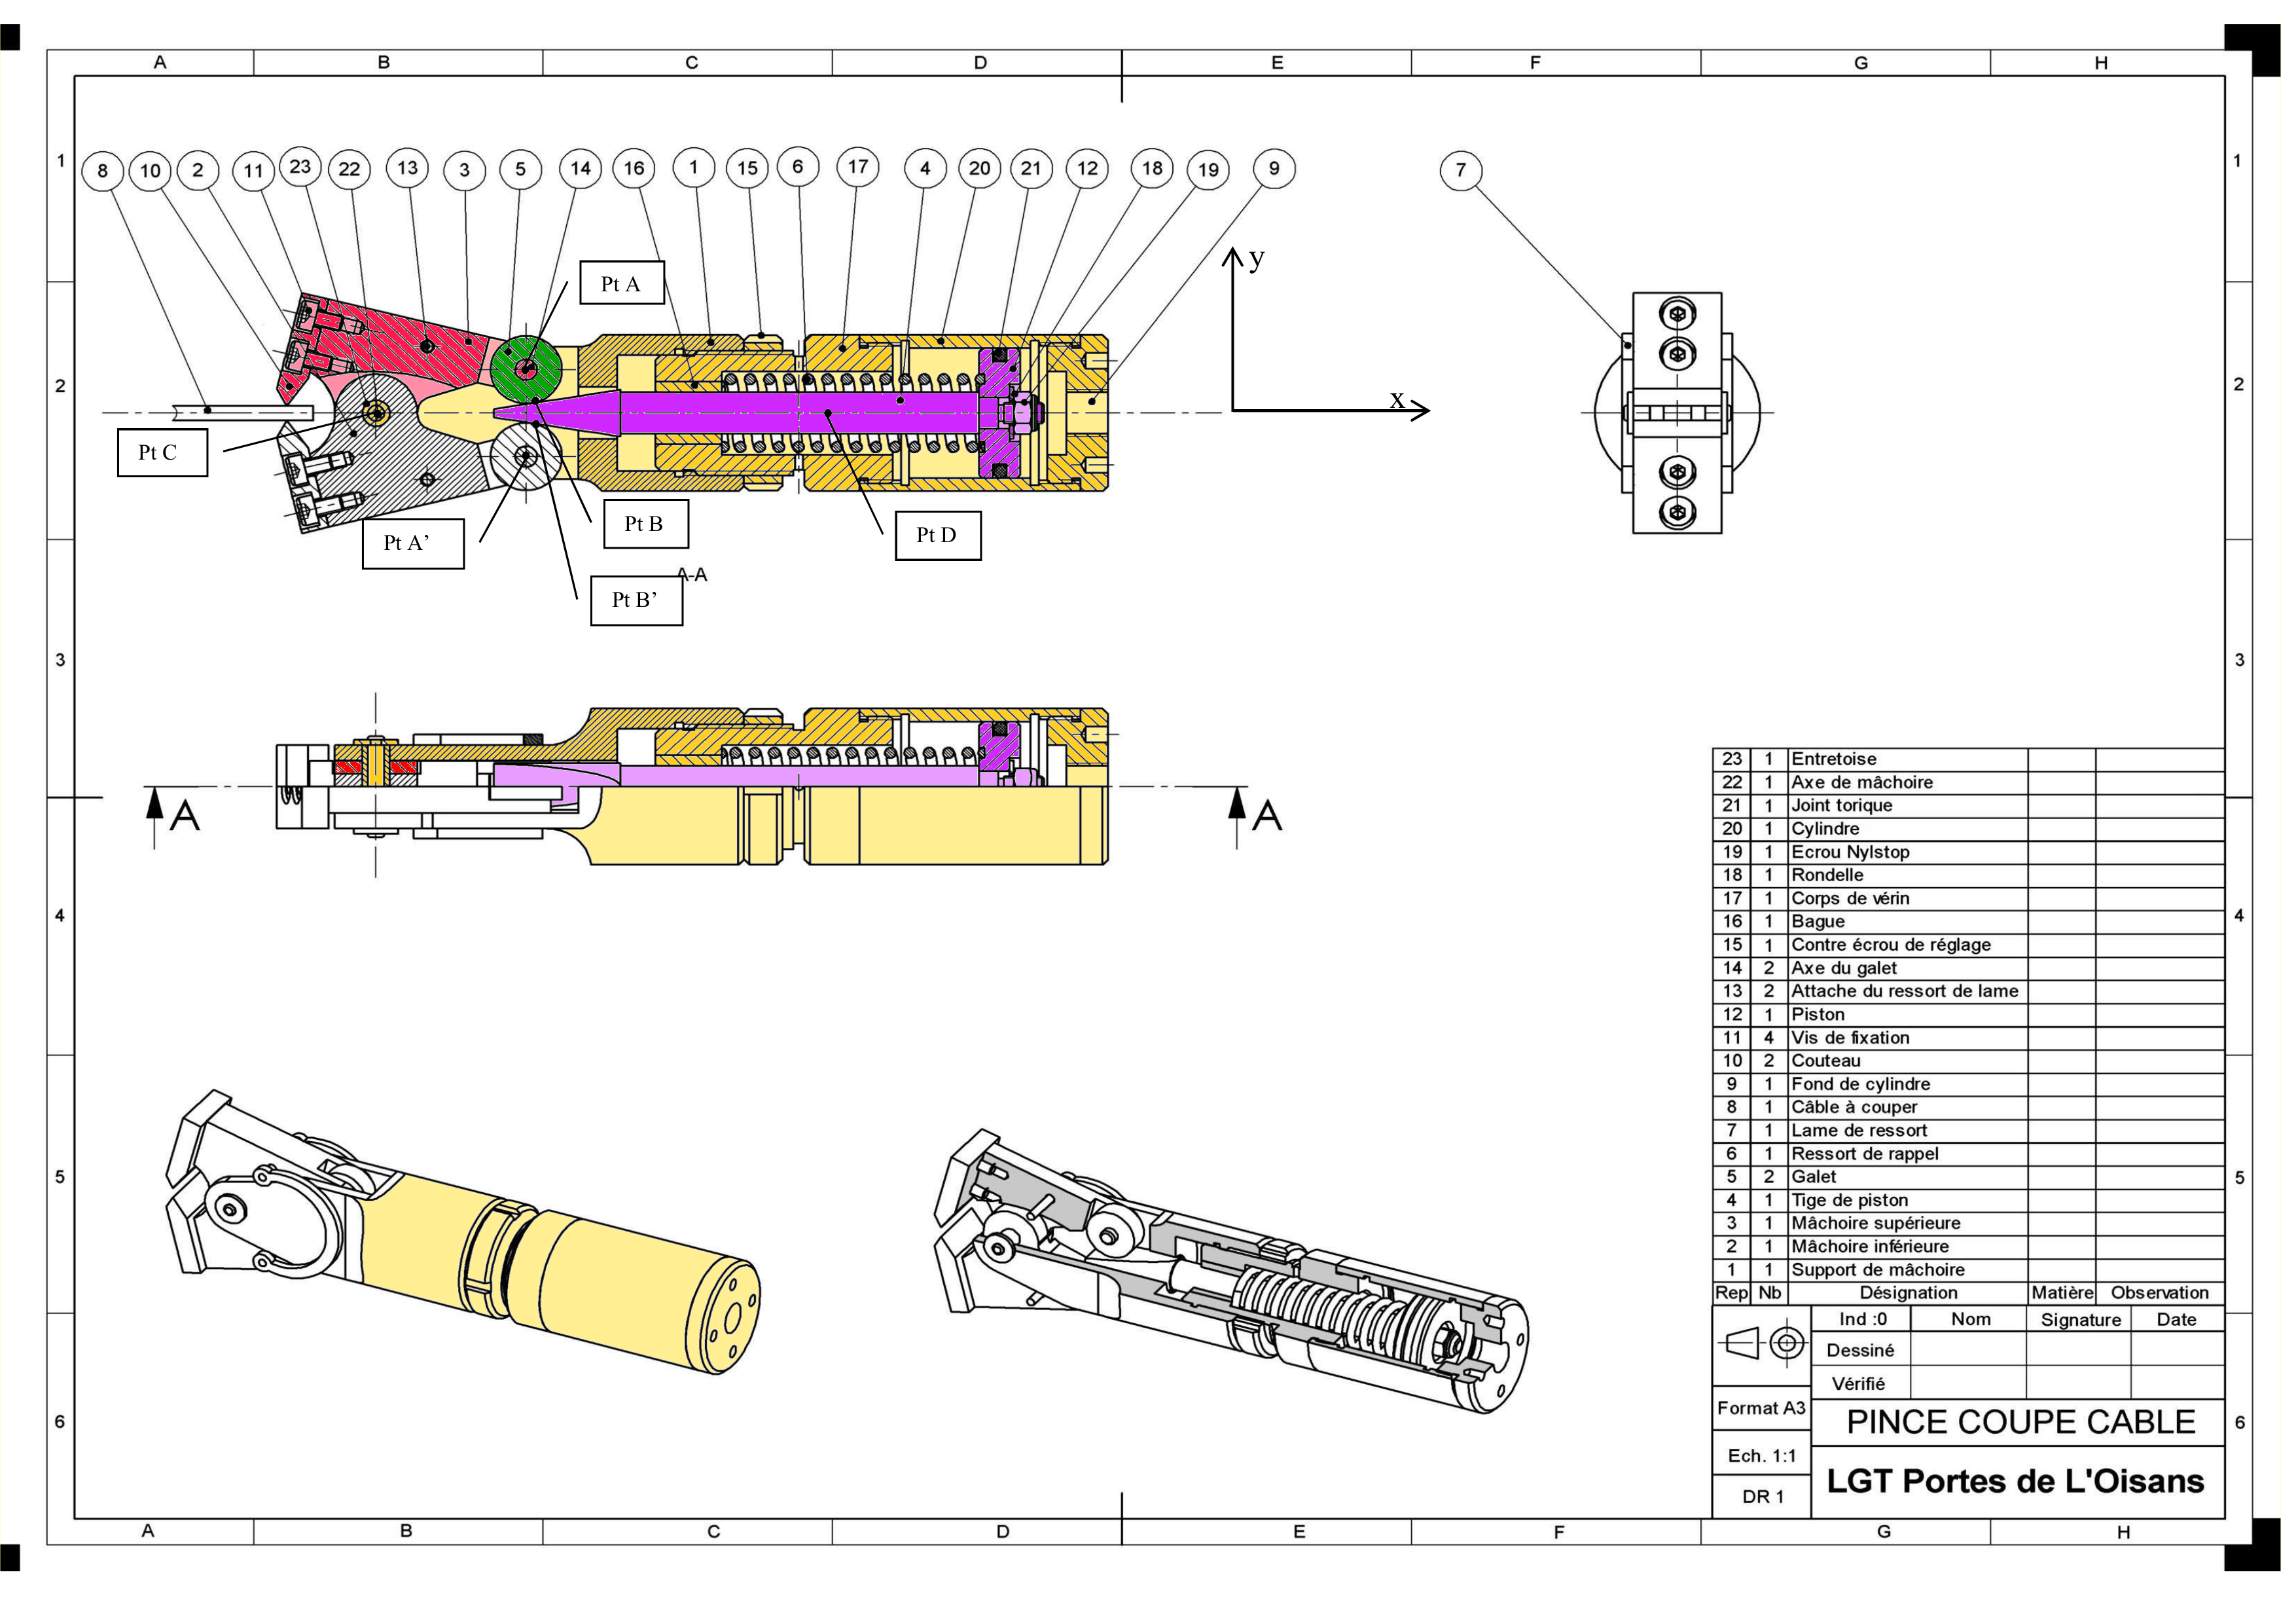 A B C D E F G H
1 1
8 10 2 11 23 22 13 3 5 14 16 1 15 6 17 4 20 21 12 18 19 9 7
y
Pt A
2 2
x
Pt C
Pt B
Pt D
Pt A’
A-A
Pt B’
3 3
A A
4 4
23 1 Entretoise
22 1 Axe de mâchoire
21 1 Joint torique
20 1 Cylindre
19 1 Ecrou Nylstop
18 1 Rondelle
17 1 Corps de vérin
16 1 Bague
15 1 Contre écrou de réglage
14 2 Axe du galet
13 2 Attache du ressort de lame
12 1 Piston
11 4 Vis de fixation
10 2 Couteau
9 1 Fond de cylindre
8 1 Câble à couper
7 1 Lame de ressort
6 1 Ressort de rappel
5 2 Galet
4 1 Tige de piston
3 1 Mâchoire supérieure
2 1 Mâchoire inférieure
1 1 Support de mâchoire
Rep Nb Désignation Matière Observation
5 5
Ind :0 Nom Signature Date
Dessiné
Vérifié
Format A3
PINCE COUPE CABLE
6 6
Ech. 1:1
LGT Portes de L'Oisans
DR 1
A B C D E F G H